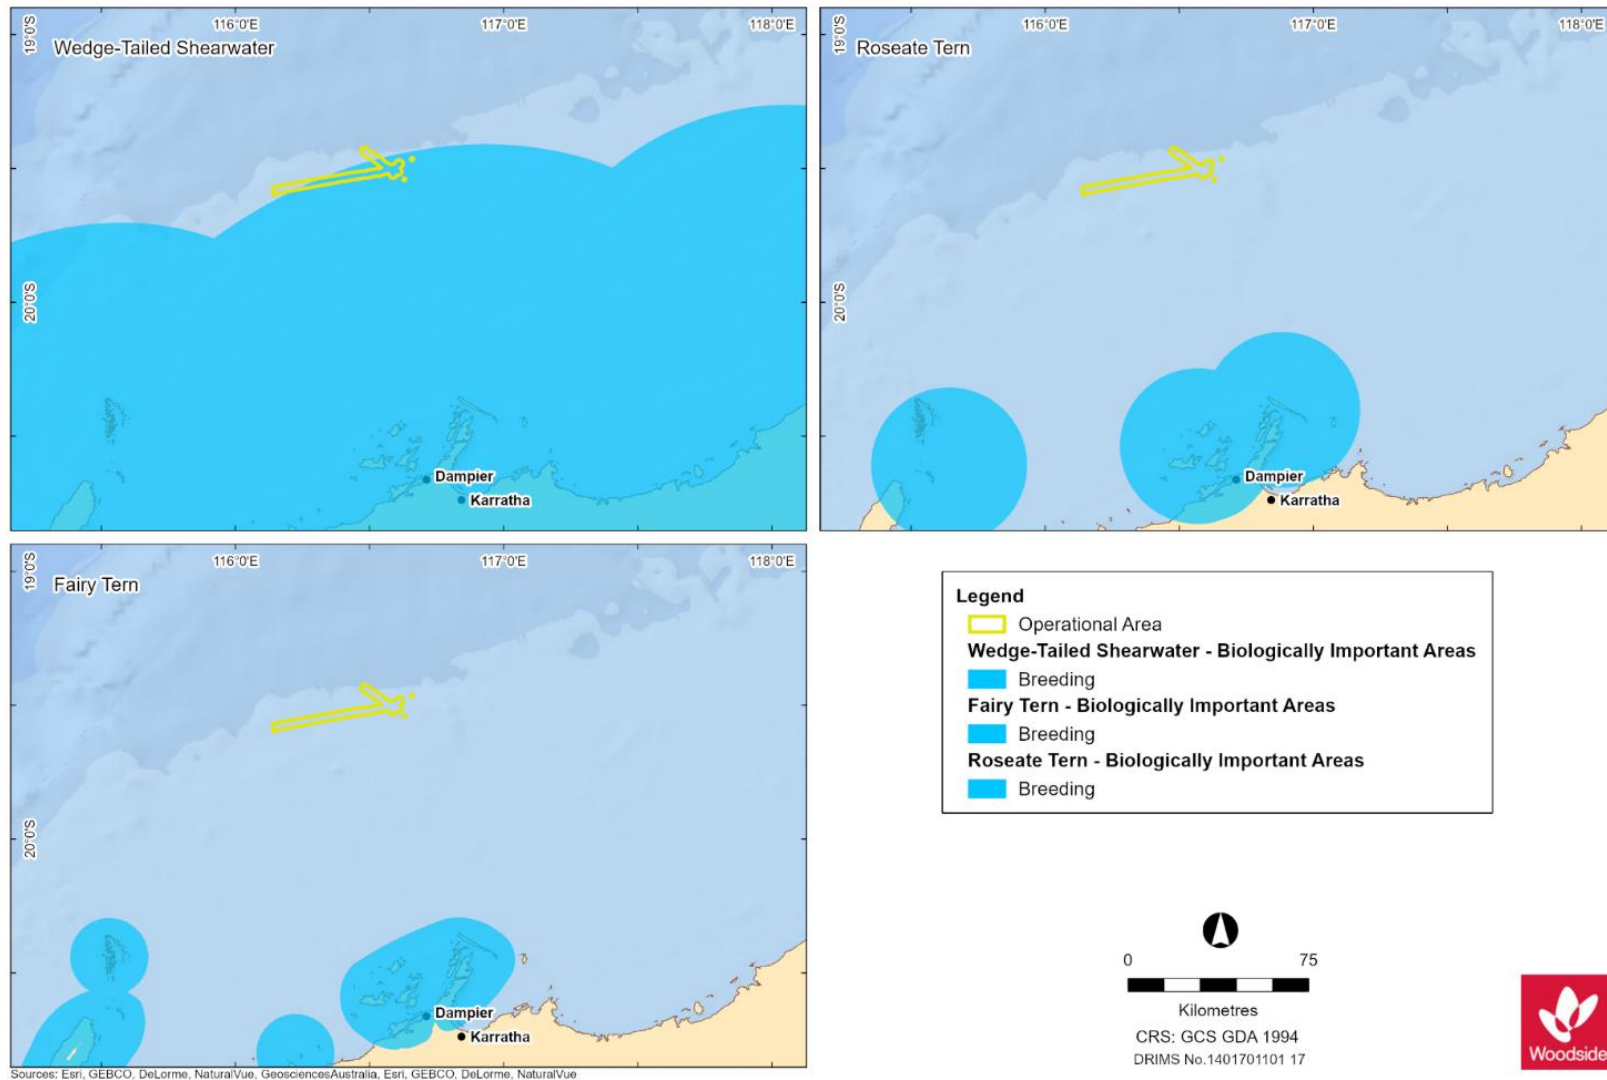 116°0'E 117°0'E 118°0'E
19°0'S
Wedge-Tailed Shearwater
20°0'S
Dampier
Karratha
116°0'E 117°0'E 118°0'E
19°0'S
Roseate Tern
20°0'S
Dampier
Karratha
116°0'E 117°0'E 118°0'E
19°0'S
Fairy Tern
20°0'S
Dampier
Karratha
Sources: Esri, GEBCO, DeLorme, NaturalVue, GeosciencesAustralia, Esri, GEBCO, DeLorme, NaturalVue
Legend
Operational Area
Wedge-Tailed Shearwater - Biologically Important Areas
Breeding
Fairy Tern - Biologically Important Areas
Breeding
Roseate Tern - Biologically Important Areas
Breeding
0 75
Kilometres
CRS: GCS GDA 1994
DRIMS No.1401701101 17
Woodside